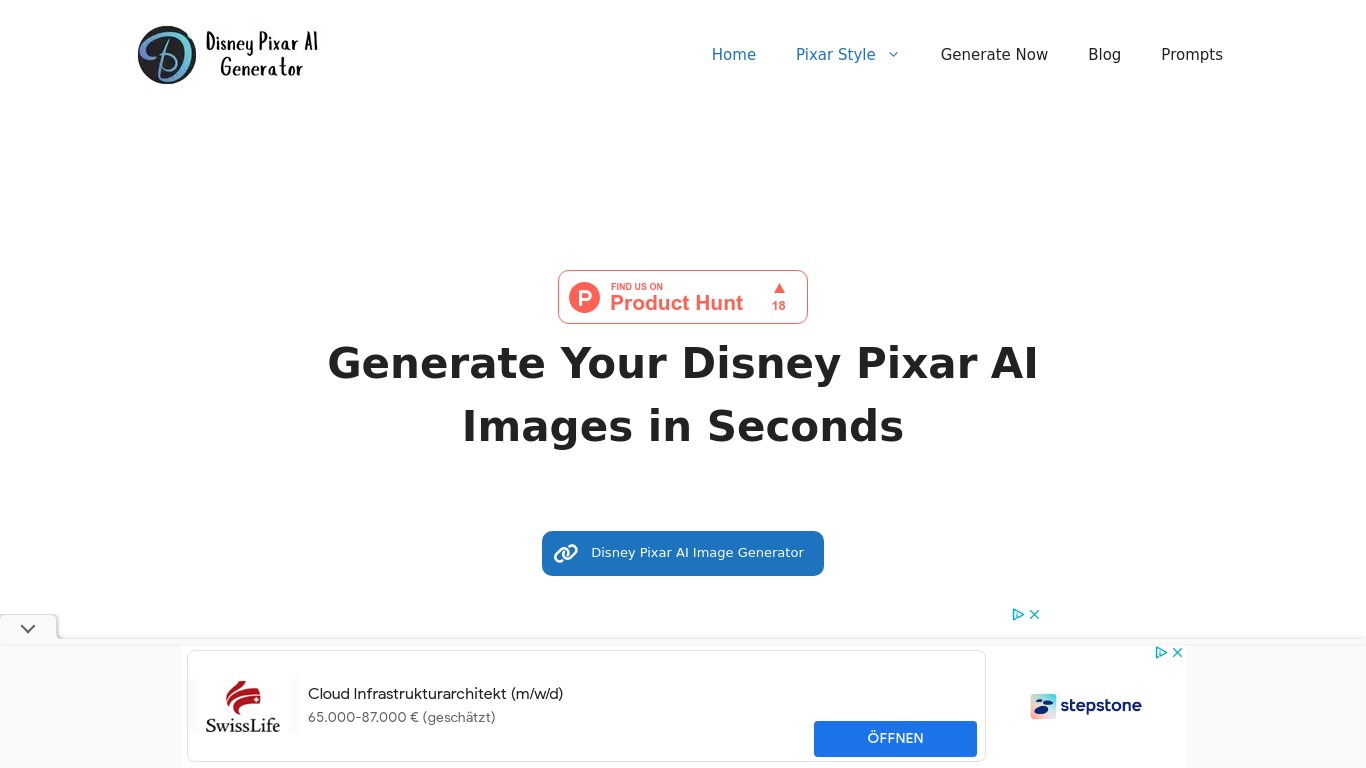 Disney Pixar AI
Generator
Home
Pixar Style
Generate Now
Blog
Prompts
FIND US ON
Product Hunt
18
Generate Your Disney Pixar AI
Images in Seconds
Disney Pixar AI Image Generator
SwissLife
Cloud Infrastrukturarchitekt (m/w/d)
65.000-87.000 € (geschätzt)
ÖFFNEN
stepstone